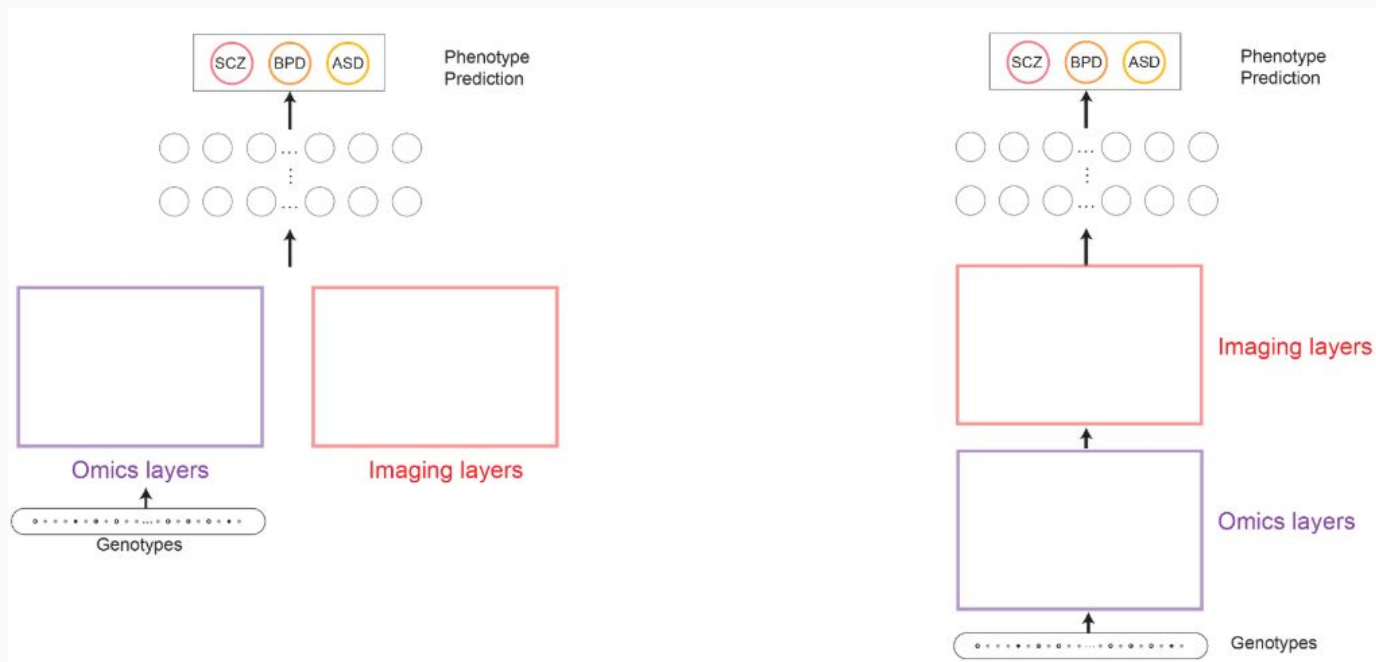 SCZ BPD ASD
Phenotype
Prediction
Omics layers
Imaging layers
Genotypes
SCZ BPD ASD
Phenotype
Prediction
Imaging layers
Omics layers
Genotypes